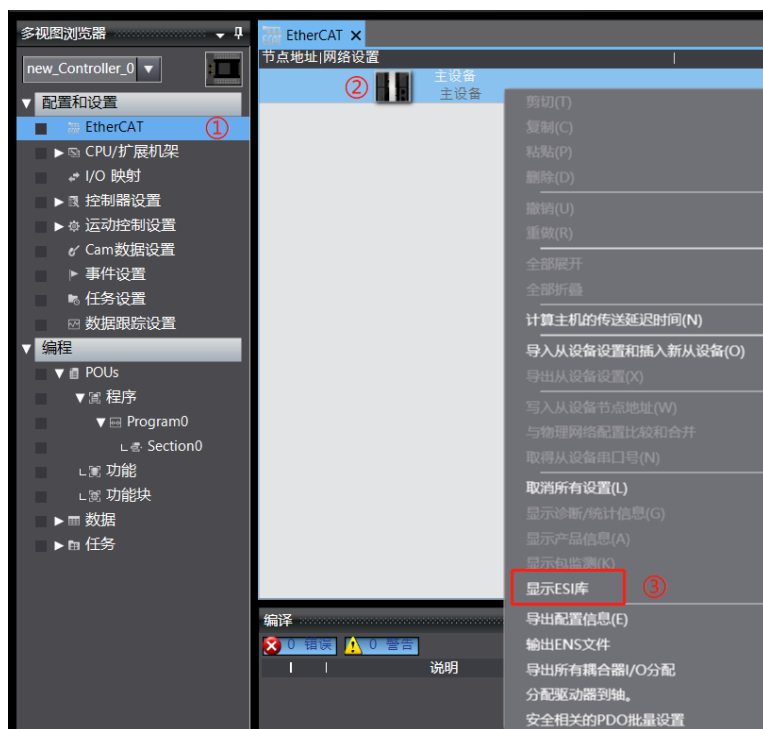 多视图浏览器
new_Controller_0
配置和设置
EtherCAT ①
CPU/扩展机架
I/O 映射
控制器设置
运动控制设置
Cam数据设置
事件设置
任务设置
数据跟踪设置
编程
POUs
程序
Program0
Section0
功能
功能块
数据
任务
EtherCAT
节点地址|网络设置
② 主设备
主设备
剪切(T)
复制(C)
粘贴(P)
删除(D)
撤销(U)
重做(R)
全部展开
全部折叠
计算主机的传送延迟时间(N)
导入从设备设置和插入新从设备(O)
导出从设备设置(X)
写入从设备节点地址(W)
与物理网络配置比较和合并
取得从设备串口号(N)
取消所有设置(L)
显示诊断/统计信息(G)
显示产品信息(A)
显示包监测(K)
显示ESI库 ③
导出配置信息(E)
输出ENS文件
导出所有耦合器I/O分配
分配驱动器到轴。
安全相关的PDO批量设置
编译
0 错误 0 警告
说明